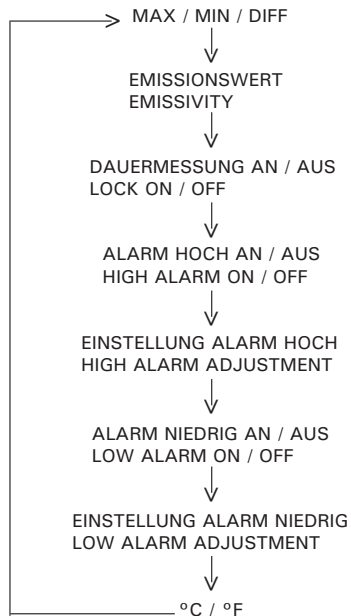 MAX / MIN / DIFF
EMISSIONSWERT
EMISSIVITY
DAUERMESSUNG AN / AUS
LOCK ON / OFF
ALARM HOCH AN / AUS
HIGH ALARM ON / OFF
EINSTELLUNG ALARM HOCH
HIGH ALARM ADJUSTMENT
ALARM NIEDRIG AN / AUS
LOW ALARM ON / OFF
EINSTELLUNG ALARM NIEDRIG
LOW ALARM ADJUSTMENT
ºC / ºF